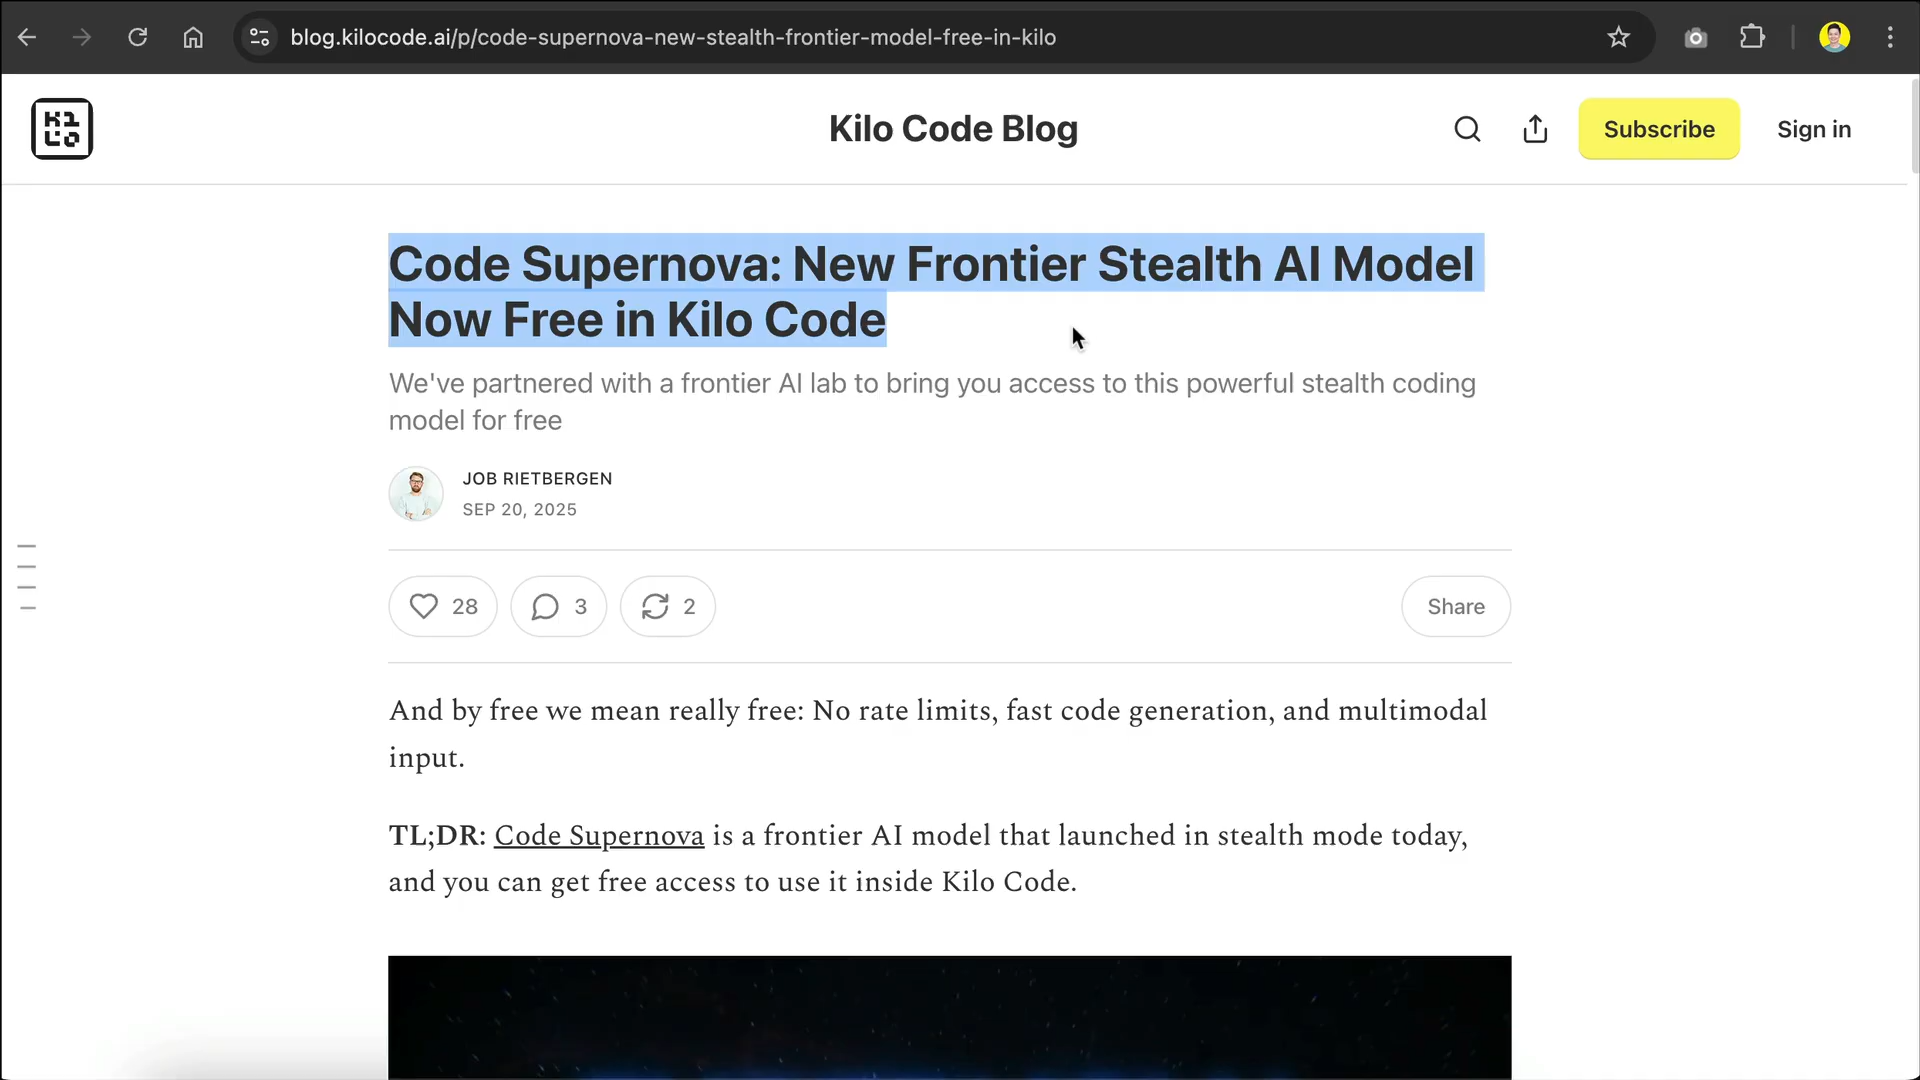 blog.kilocode.ai/p/code-supernova-new-stealth-frontier-model-free-in-kilo
Kilo Code Blog
Subscribe
Sign in
Code Supernova: New Frontier Stealth AI Model
Now Free in Kilo Code
We've partnered with a frontier AI lab to bring you access to this powerful stealth coding
model for free
JOB RIETBERGEN
SEP 20, 2025
28
3
2
Share
And by free we mean really free: No rate limits, fast code generation, and multimodal
input.
TL;DR: Code Supernova is a frontier AI model that launched in stealth mode today,
and you can get free access to use it inside Kilo Code.